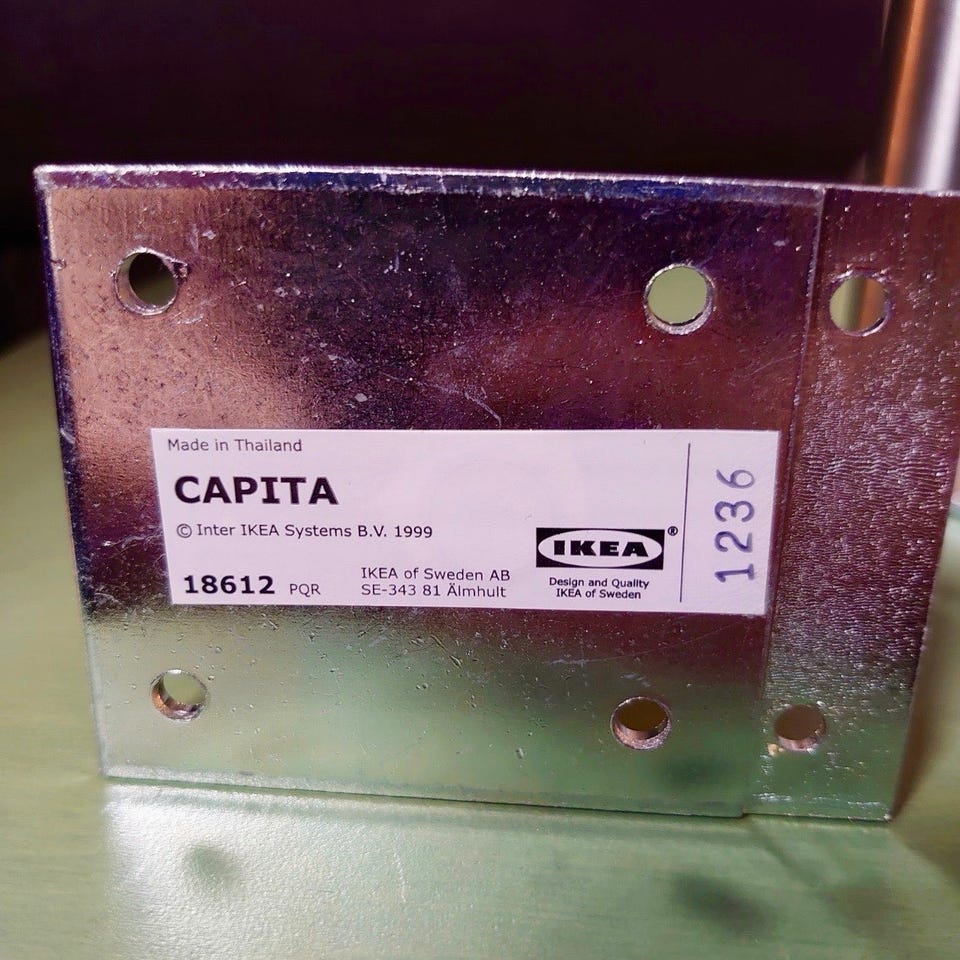 Made in Thailand
CAPITA
© Inter IKEA Systems B.V. 1999
18612 PQR
IKEA of Sweden AB
SE-343 81 Älmhult
IKEA®
Design and Quality
IKEA of Sweden
1236